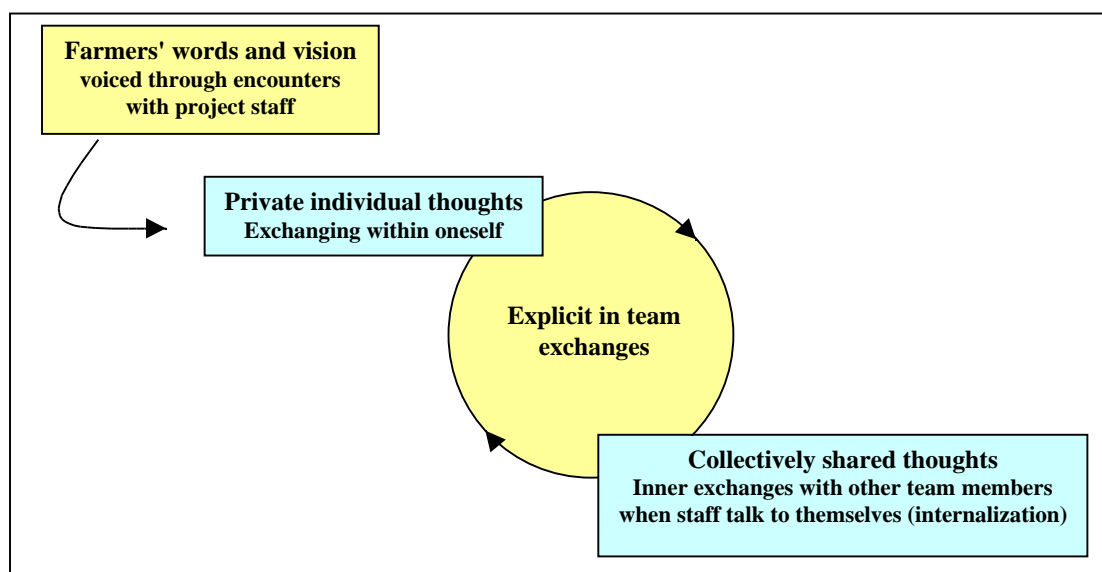 Farmers' words and vision
voiced through encounters
with project staff
Private individual thoughts
Exchanging within oneself
Explicit in team
exchanges
Collectively shared thoughts
Inner exchanges with other team members
when staff talk to themselves (internalization)